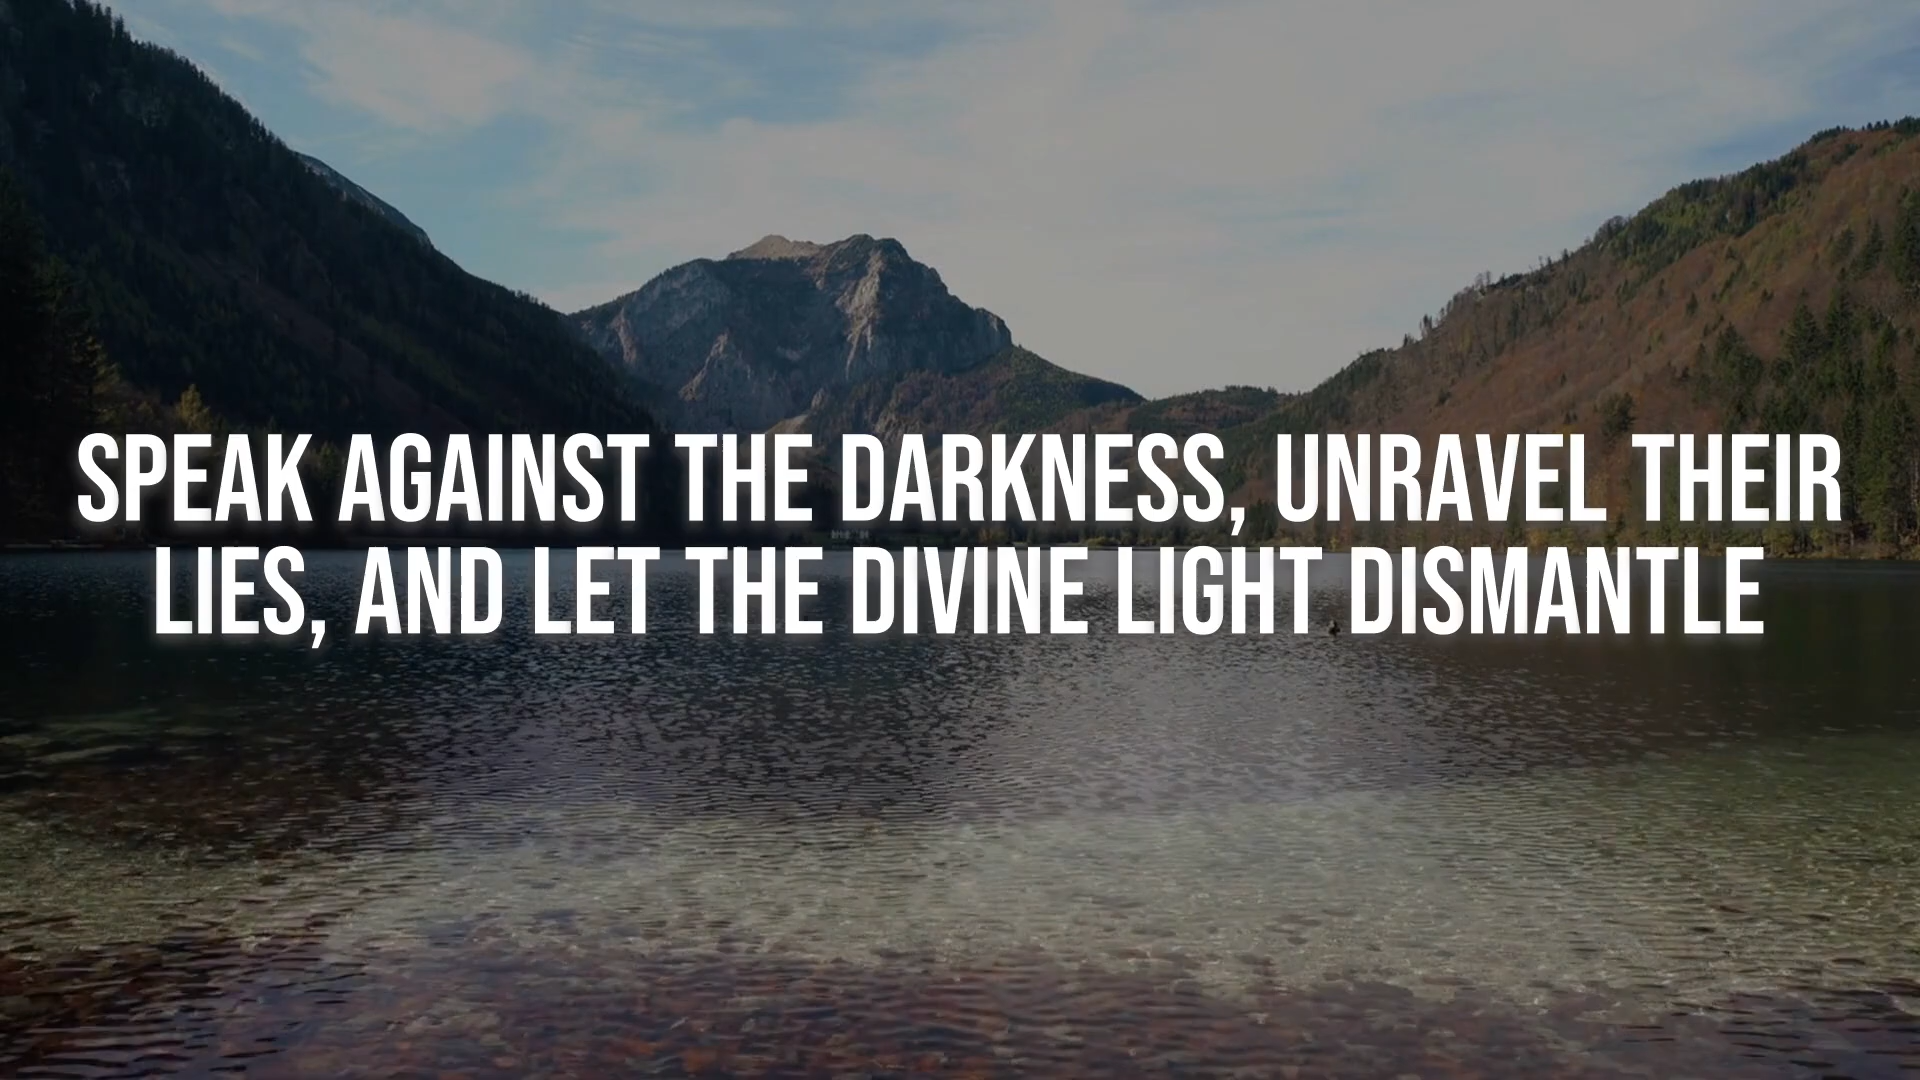 SPEAK AGAINST THE DARKNESS, UNRAVEL THEIR
LIES, AND LET THE DIVINE LIGHT DISMANTLE